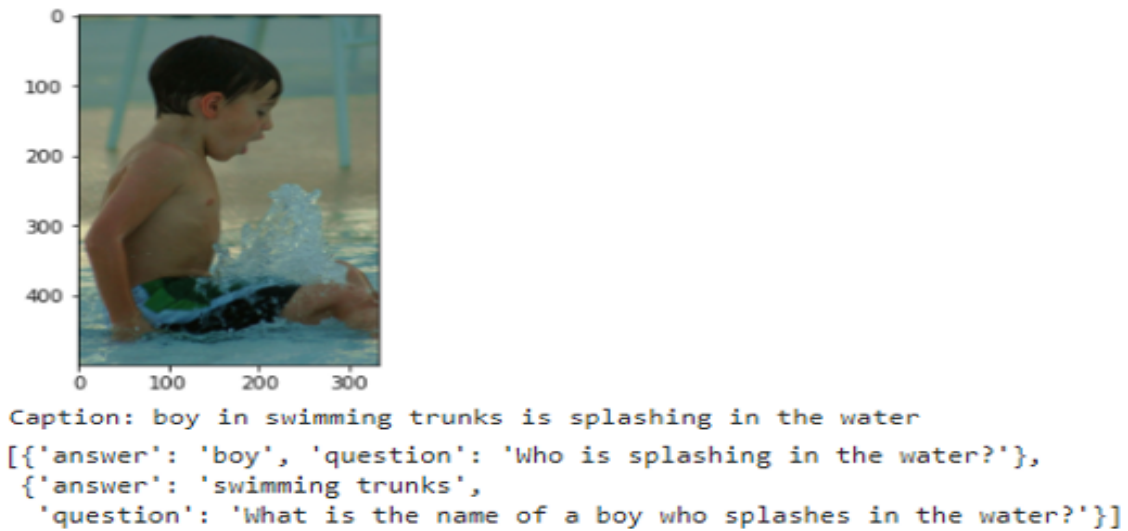 0
100
200
300
400
0 100 200 300
Caption: boy in swimming trunks is splashing in the water
[{'answer': 'boy', 'question': 'Who is splashing in the water?'},
{'answer': 'swimming trunks',
'question': 'What is the name of a boy who splashes in the water?'}]